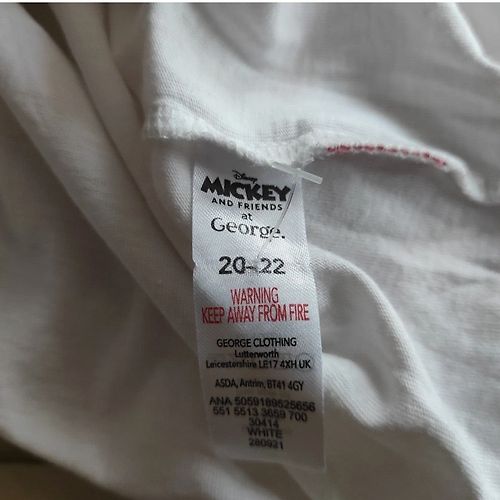 Disney
MICKEY
AND FRIENDS
at
George.
20-22
WARNING
KEEP AWAY FROM FIRE
GEORGE CLOTHING
Lutterworth
Leicestershire LE17 4XH UK
ASDA, Antrim, BT41 4GY
ANA 5059189525656
551 5513 3659 700
30414
WHITE
280921